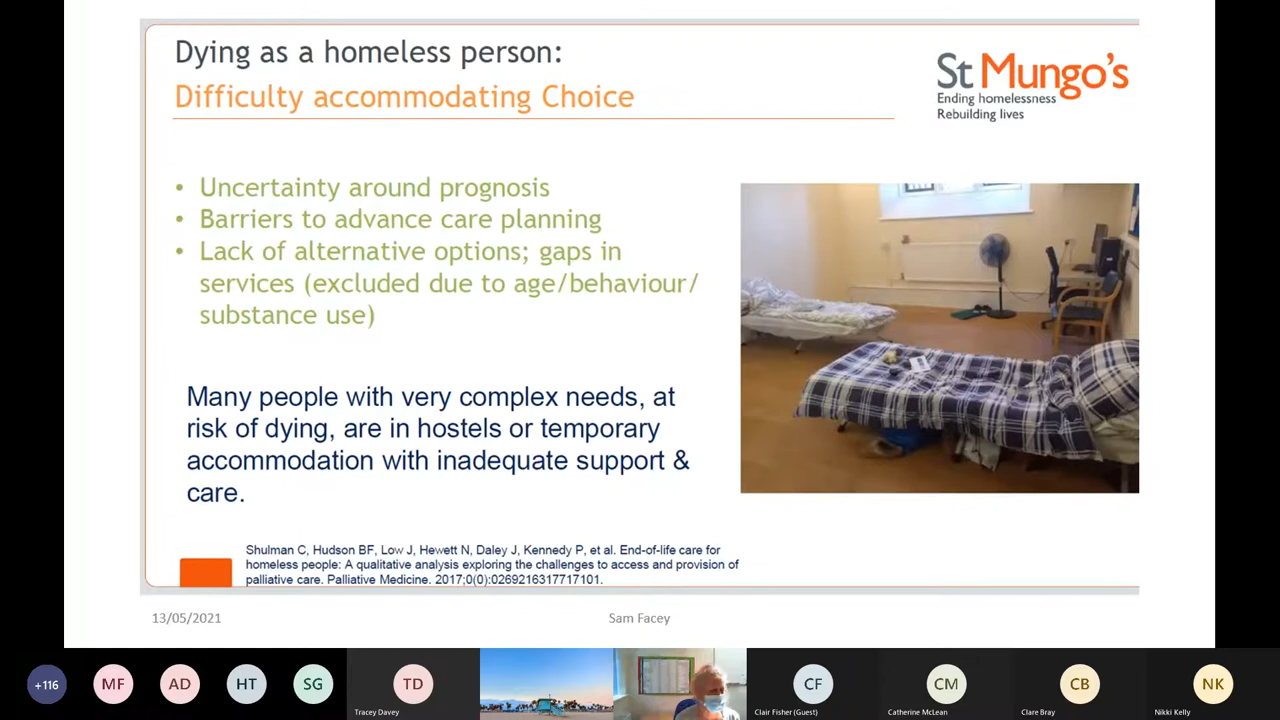 Dying as a homeless person:
Difficulty accommodating Choice
St Mungo's
Ending homelessness
Rebuilding lives
• Uncertainty around prognosis
• Barriers to advance care planning
• Lack of alternative options; gaps in
services (excluded due to age/behaviour/
substance use)
Many people with very complex needs, at
risk of dying, are in hostels or temporary
accommodation with inadequate support &
care.
Shulman C, Hudson BF, Low J, Hewett N, Daley J, Kennedy P, et al. End-of-life care for
homeless people: A qualitative analysis exploring the challenges to access and provision of
palliative care. Palliative Medicine. 2017;0(0):0269216317717101.
13/05/2021
Sam Facey
+116
MF
AD
HT
SG
TD
CF
CM
CB
NK
Tracey Davey
Clair Fisher (Guest)
Catherine McLean
Clare Bray
Nikki Kelly